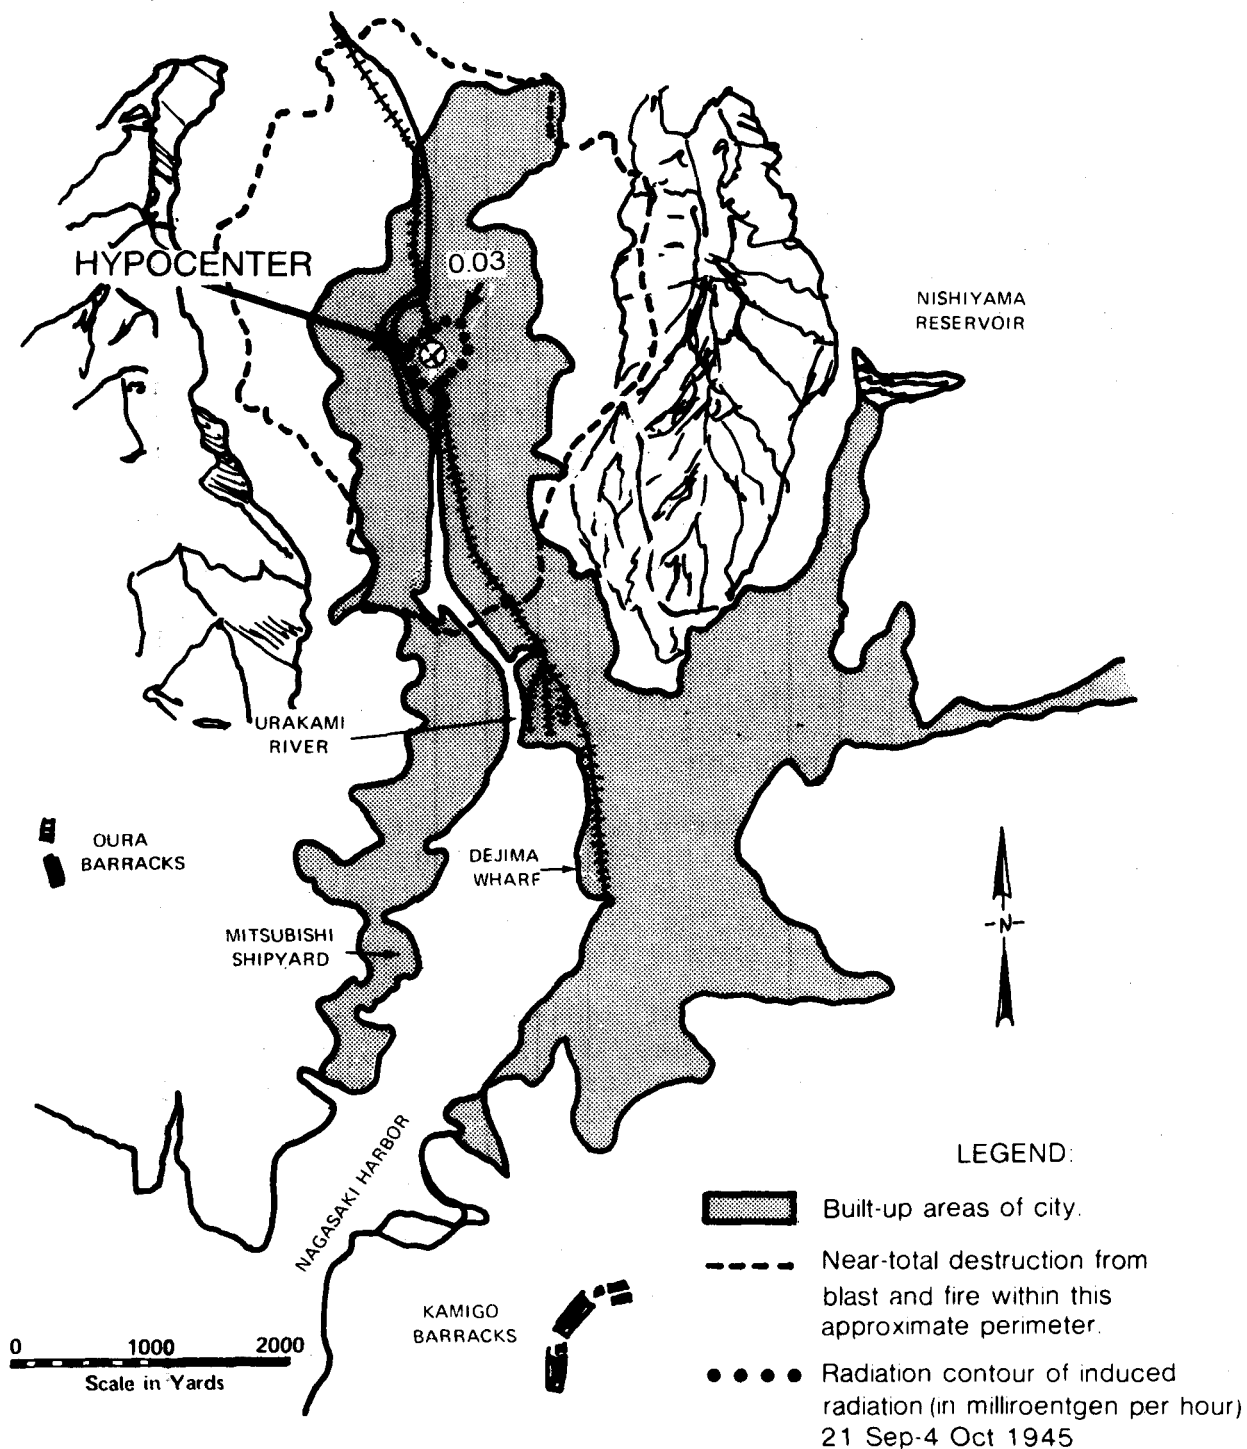 HYPOCENTER
0.03
NISHIYAMA
RESERVOIR
URAKAMI
RIVER
OURA
BARRACKS
DEJIMA
WHARF
-N-
MITSUBISHI
SHIPYARD
NAGASAKI HARBOR
KAMIGO
BARRACKS
0 1000 2000
Scale in Yards
LEGEND:
Built-up areas of city.
Near-total destruction from
blast and fire within this
approximate perimeter.
Radiation contour of induced
radiation (in milliroentgen per hour)
21 Sep-4 Oct 1945